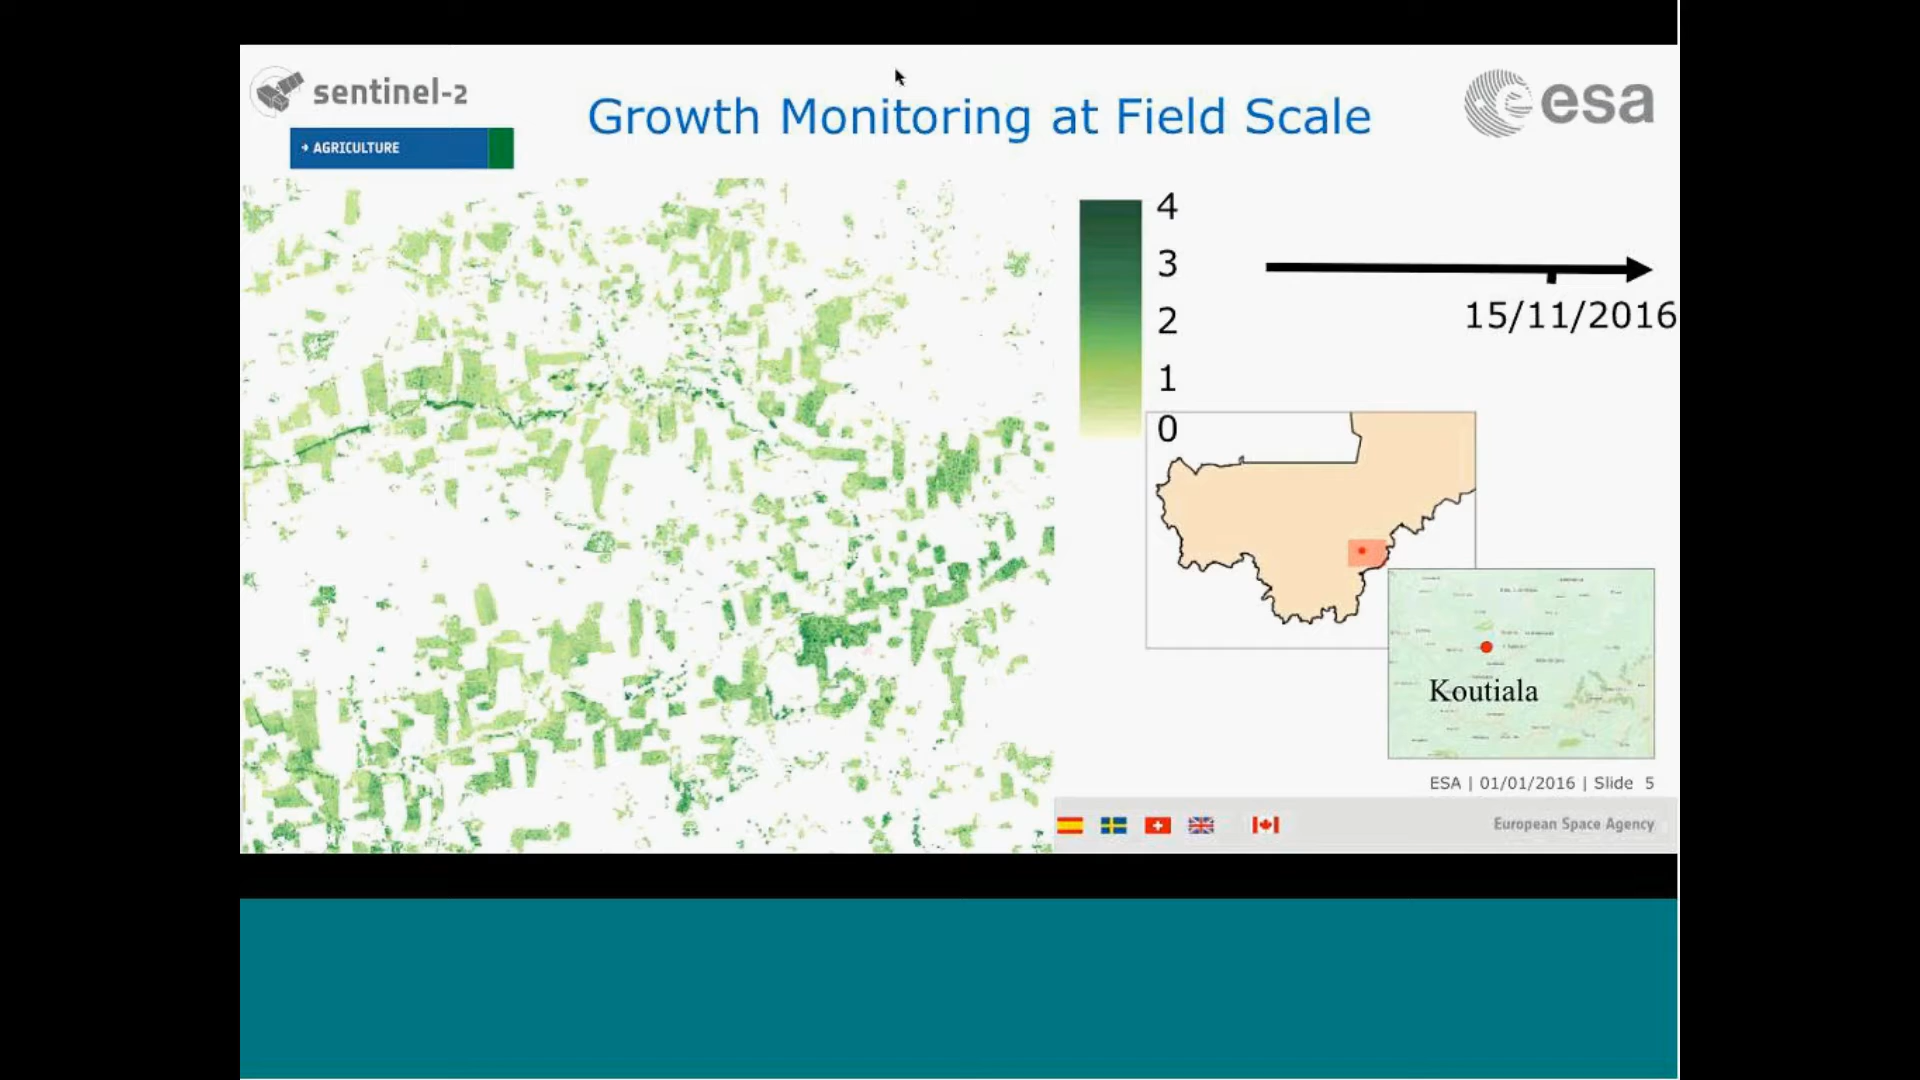 sentinel-2
AGRICULTURE
Growth Monitoring at Field Scale
esa
4
3
2
1
0
15/11/2016
Koutiala
ESA | 01/01/2016 | Slide 5
European Space Agency